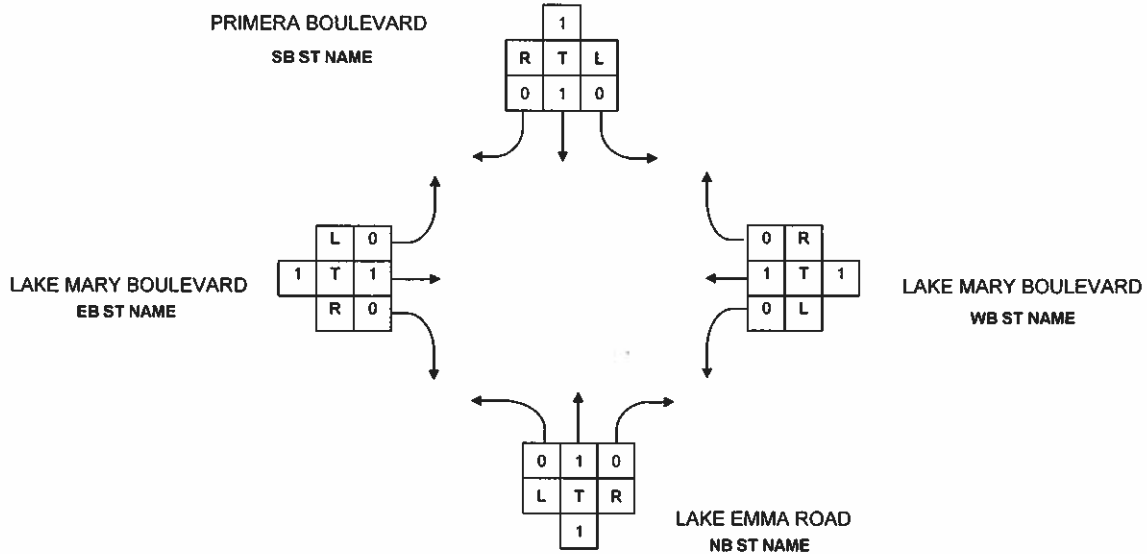 PRIMERA BOULEVARD
SB ST NAME
1
R T L
0 1 0
LAKE MARY BOULEVARD
EB ST NAME
L 0
1 T 1
R 0
0 R
1 T 1
0 L
LAKE MARY BOULEVARD
WB ST NAME
0 1 0
L T R
1
LAKE EMMA ROAD
NB ST NAME